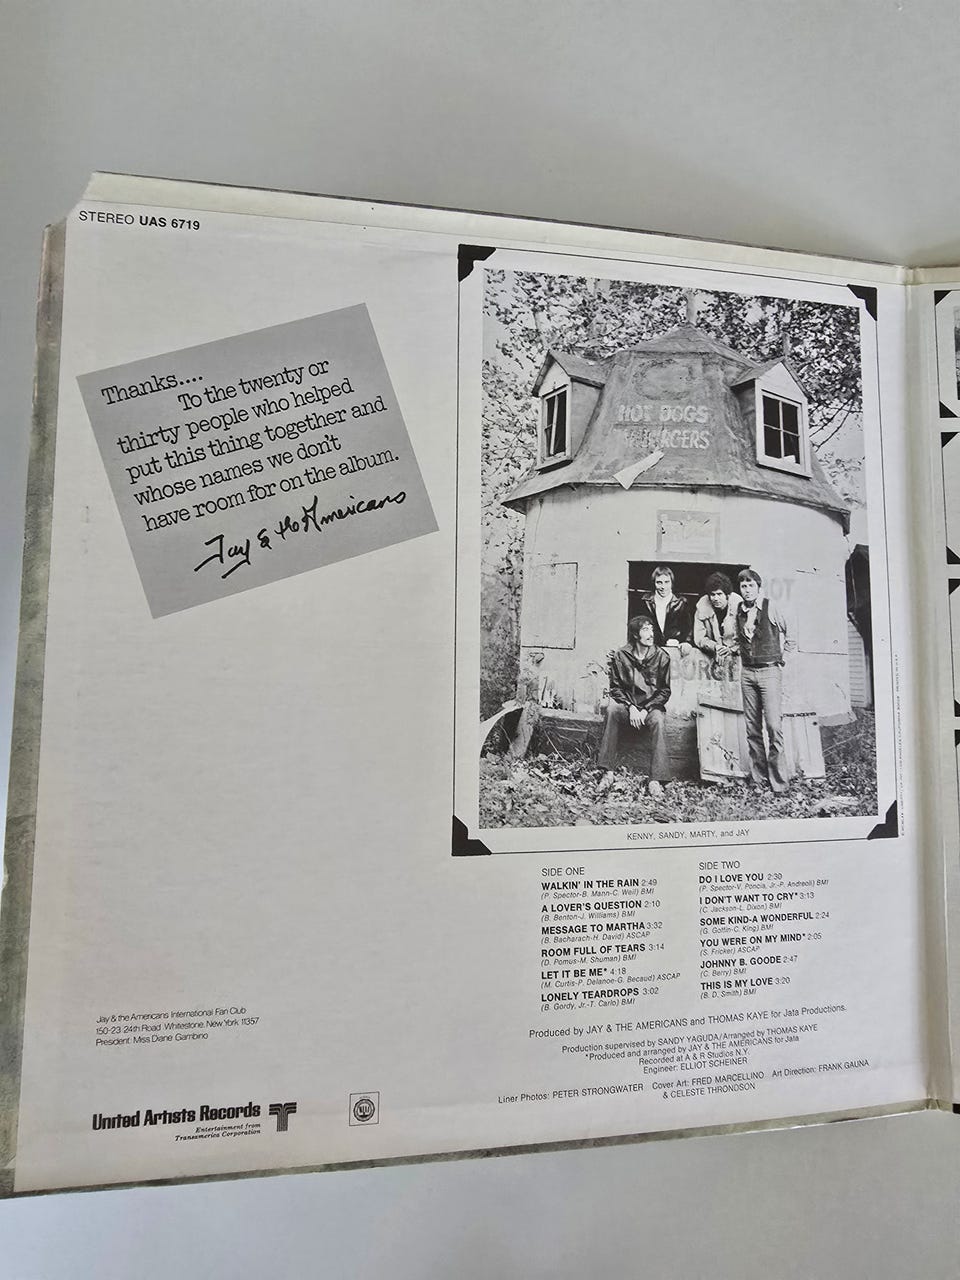 STEREO UAS 6719
Thanks....
To the twenty or
thirty people who helped
put this thing together and
whose names we don't
have room for on the album.
Jay & the Americans
HOT DOGS
KENNY, SANDY, MARTY, and JAY
SIDE ONE
WALKIN' IN THE RAIN 2:49
(P. Spector-B. Mann-C. Weil) BMI
A LOVER'S QUESTION 2:10
(B. Benton-J. Williams) BMI
MESSAGE TO MARTHA 3:32
(B. Bacharach-H. David) ASCAP
ROOM FULL OF TEARS 3:14
(D. Pomus-M. Shuman) BMI
LET IT BE ME* 4:18
(M. Curtis-P. Delanoe-G. Becaud) ASCAP
LONELY TEARDROPS 3:02
(B. Gordy, Jr.-T. Carlo) BMI
SIDE TWO
DO I LOVE YOU 2:30
(P. Spector-V. Poncia, Jr.-P. Andreoli) BMI
I DON'T WANT TO CRY* 3:13
(C. Jackson-L. Dixon) BMI
SOME KIND-A WONDERFUL 2:24
(G. Goffin-C. King) BMI
YOU WERE ON MY MIND* 2:05
(S. Fricker) ASCAP
JOHNNY B. GOODE 2:47
(C. Berry) BMI
THIS IS MY LOVE 3:20
(B. D. Smith) BMI
Produced by JAY & THE AMERICANS and THOMAS KAYE for Jata Productions.
Production supervised by SANDY YAGUDA/Arranged by THOMAS KAYE
*Produced and arranged by JAY & THE AMERICANS for Jata
Recorded at A & R Studios N.Y.
Engineer: ELLIOT SCHEINER
Liner Photos: PETER STRONGWATER Cover Art: FRED MARCELLINO Art Direction: FRANK GAUNA
& CELESTE THRONDSON
Jay & the Americans International Fan Club
150-23 24th Road Whitestone, New York 11357
President: Miss Diane Gambino
United Artists Records
Entertainment from
Transamerica Corporation